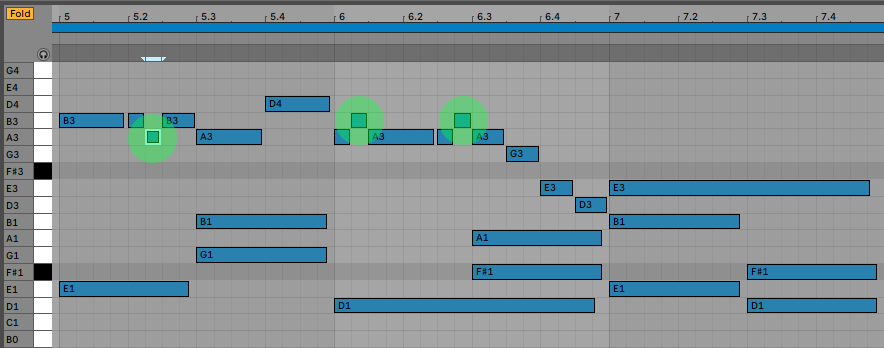 Fold
5 5.2 5.3 5.4 6 6.2 6.3 6.4 7 7.2 7.3 7.4
G4
E4
D4 D4
B3 B3 B3
A3 A3 A3 A3
G3 G3
F#3
E3 E3 E3
D3 D3
B1 B1 B1
A1 A1
G1 G1
F#1 F#1 F#1
E1 E1 E1
D1 D1 D1
C1
B0